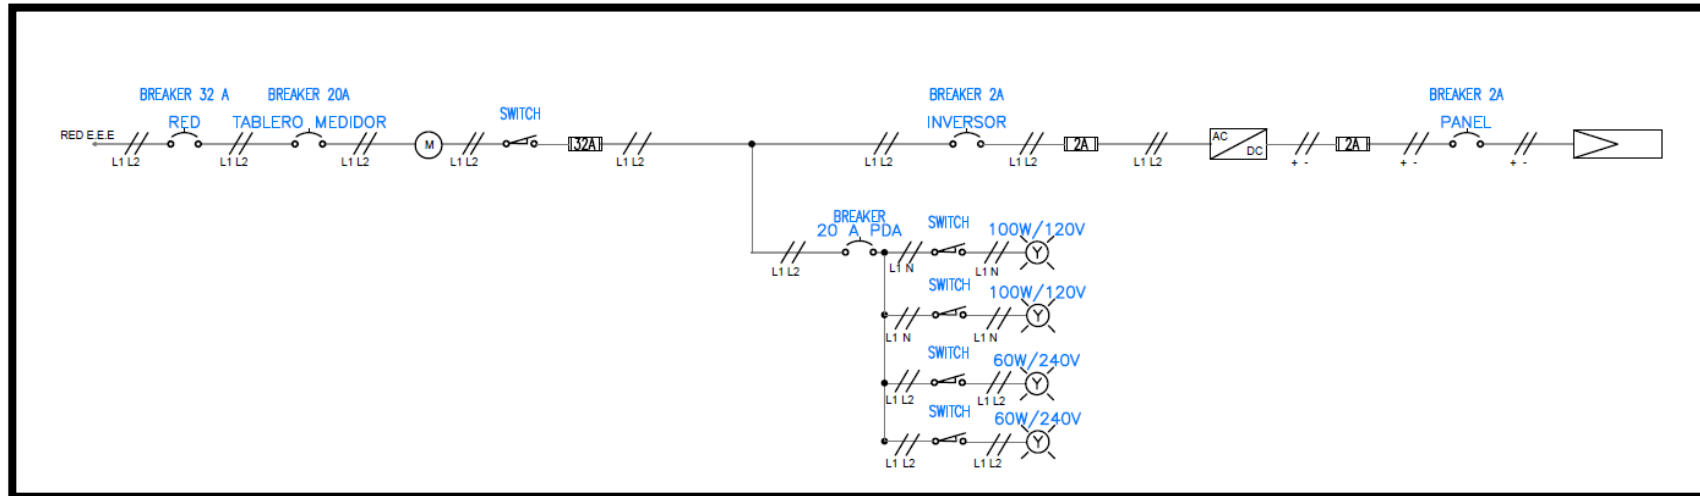 BREAKER 32 A
RED
BREAKER 20A
TABLERO MEDIDOR
SWITCH
BREAKER 2A
INVERSOR
BREAKER 2A
PANEL
RED E.E.E
L1 L2
L1 L2
L1 L2
M
L1 L2
32A
L1 L2
L1 L2
L1 L2
2A
L1 L2
AC
DC
+ -
2A
+ -
+ -
BREAKER
20 A PDA
L1 L2
SWITCH
100W/120V
L1 N
L1 N
Y
SWITCH
100W/120V
L1 N
L1 N
Y
SWITCH
60W/240V
L1 L2
L1 L2
Y
SWITCH
60W/240V
L1 L2
L1 L2
Y